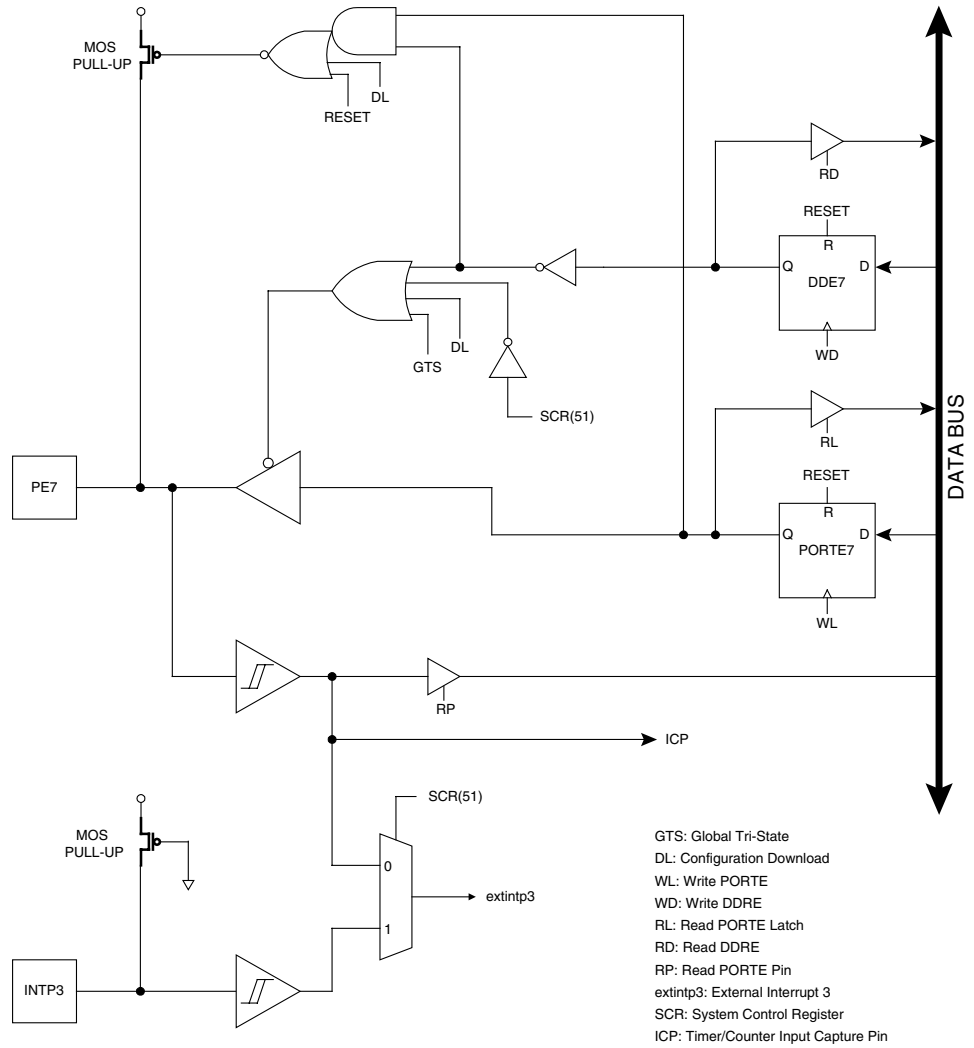 MOS
PULL-UP
DL
RESET
RD
RESET
R
Q
D
DDE7
WD
DL
GTS
SCR(51)
RL
RESET
R
Q
D
PORTE7
WL
DATA BUS
PE7
RP
ICP
SCR(51)
MOS
PULL-UP
0
extintp3
1
INTP3
GTS: Global Tri-State
DL: Configuration Download
WL: Write PORTE
WD: Write DDRE
RL: Read PORTE Latch
RD: Read DDRE
RP: Read PORTE Pin
extintp3: External Interrupt 3
SCR: System Control Register
ICP: Timer/Counter Input Capture Pin